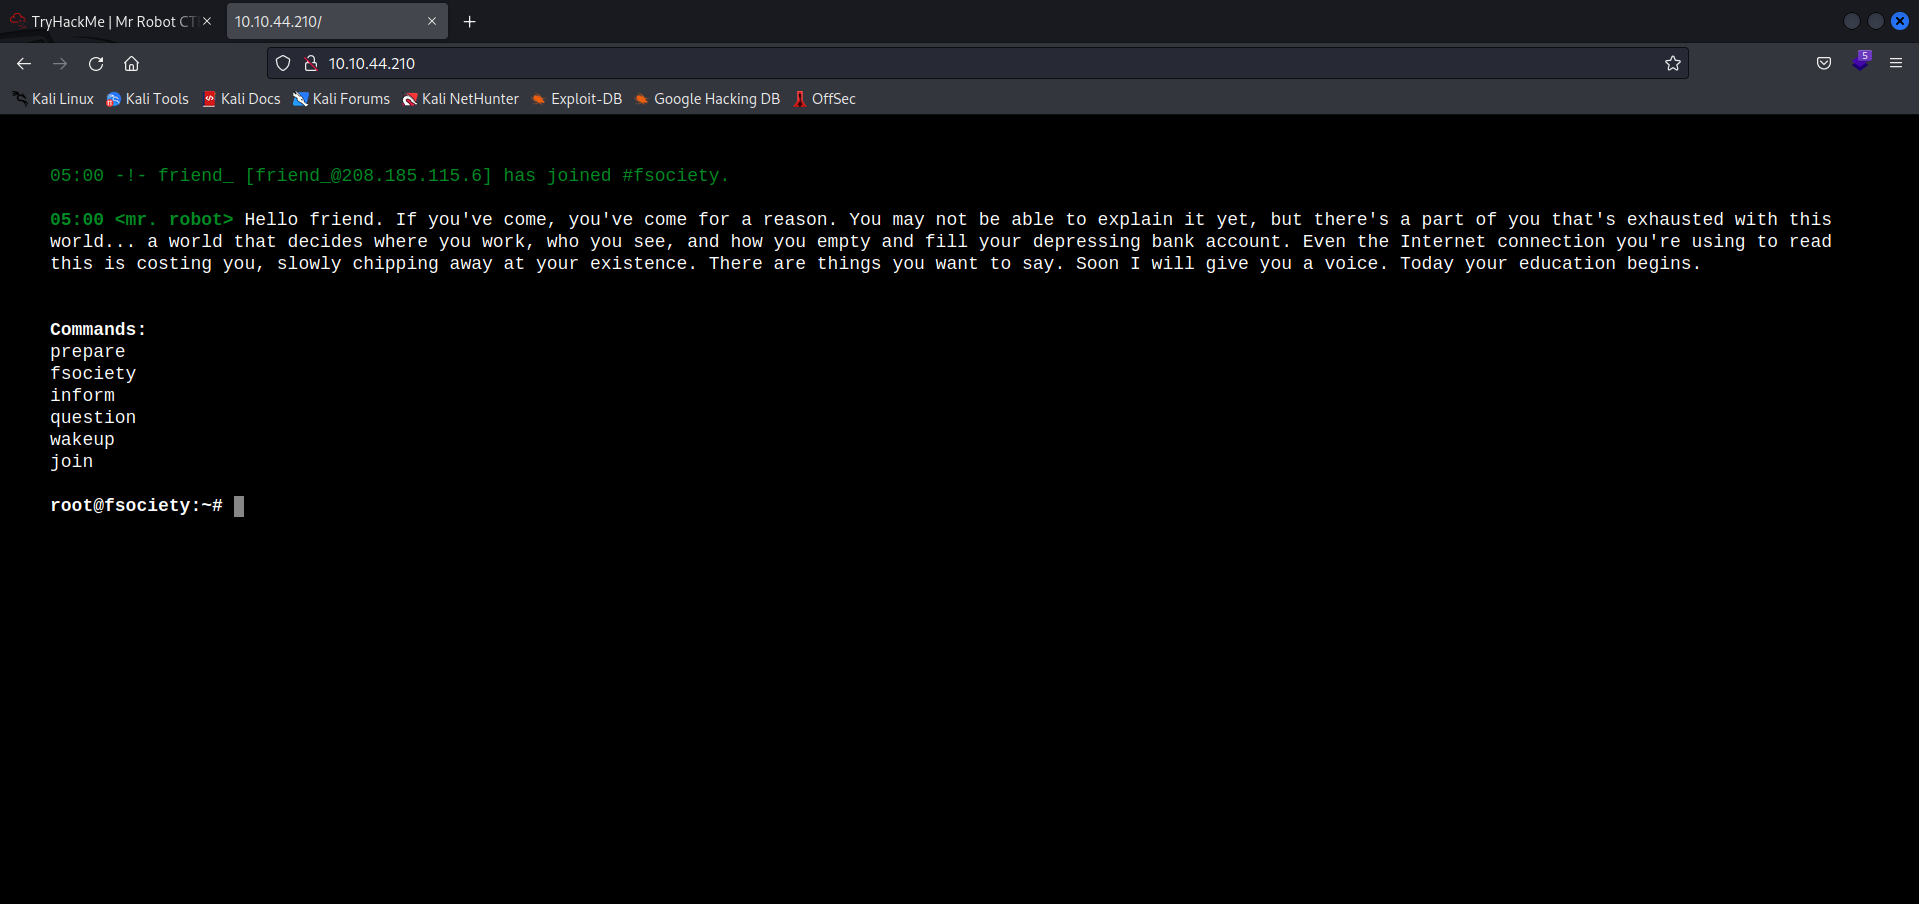 TryHackMe | Mr Robot CT
10.10.44.210/
10.10.44.210
5
Kali Linux Kali Tools Kali Docs Kali Forums Kali NetHunter Exploit-DB Google Hacking DB OffSec
05:00 -!- friend_ [friend_@208.185.115.6] has joined #fsociety.
05:00 <mr. robot> Hello friend. If you've come, you've come for a reason. You may not be able to explain it yet, but there's a part of you that's exhausted with this
world... a world that decides where you work, who you see, and how you empty and fill your depressing bank account. Even the Internet connection you're using to read
this is costing you, slowly chipping away at your existence. There are things you want to say. Soon I will give you a voice. Today your education begins.
Commands:
prepare
fsociety
inform
question
wakeup
join
root@fsociety:~#